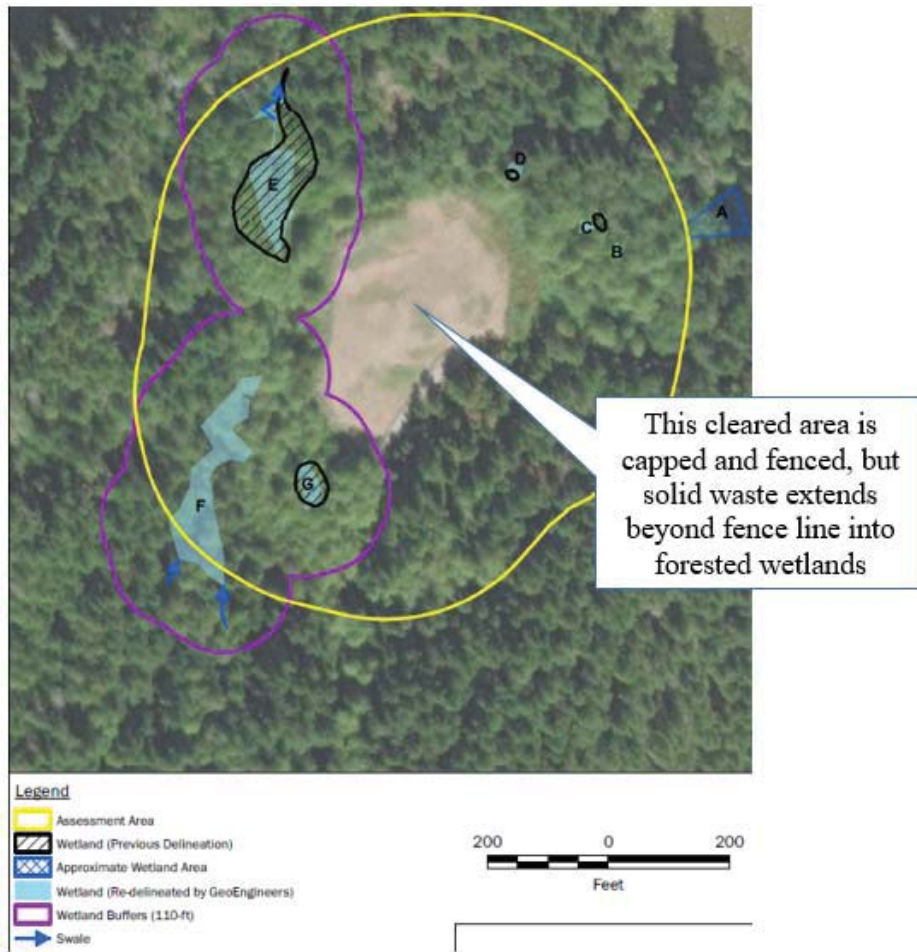 D
A
E
C
B
This cleared area is
capped and fenced, but
solid waste extends
beyond fence line into
forested wetlands
G
F
Legend
Assessment Area
Wetland (Previous Delineation)
Approximate Wetland Area
Wetland (Re-delineated by GeoEngineers)
Wetland Buffers (110-ft)
Swale
200 0 200
Feet